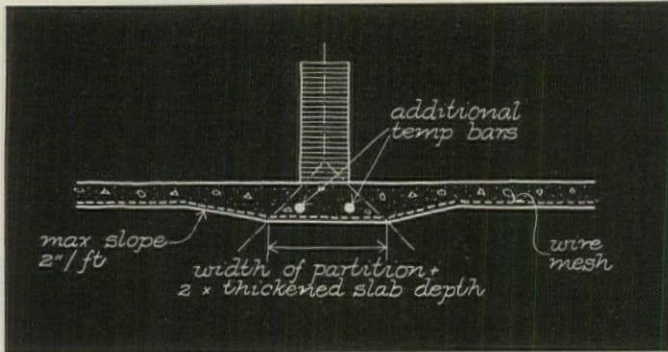 additional
temp bars
max slope
2"/ft
width of partition +
2 x thickened slab depth
wire
mesh